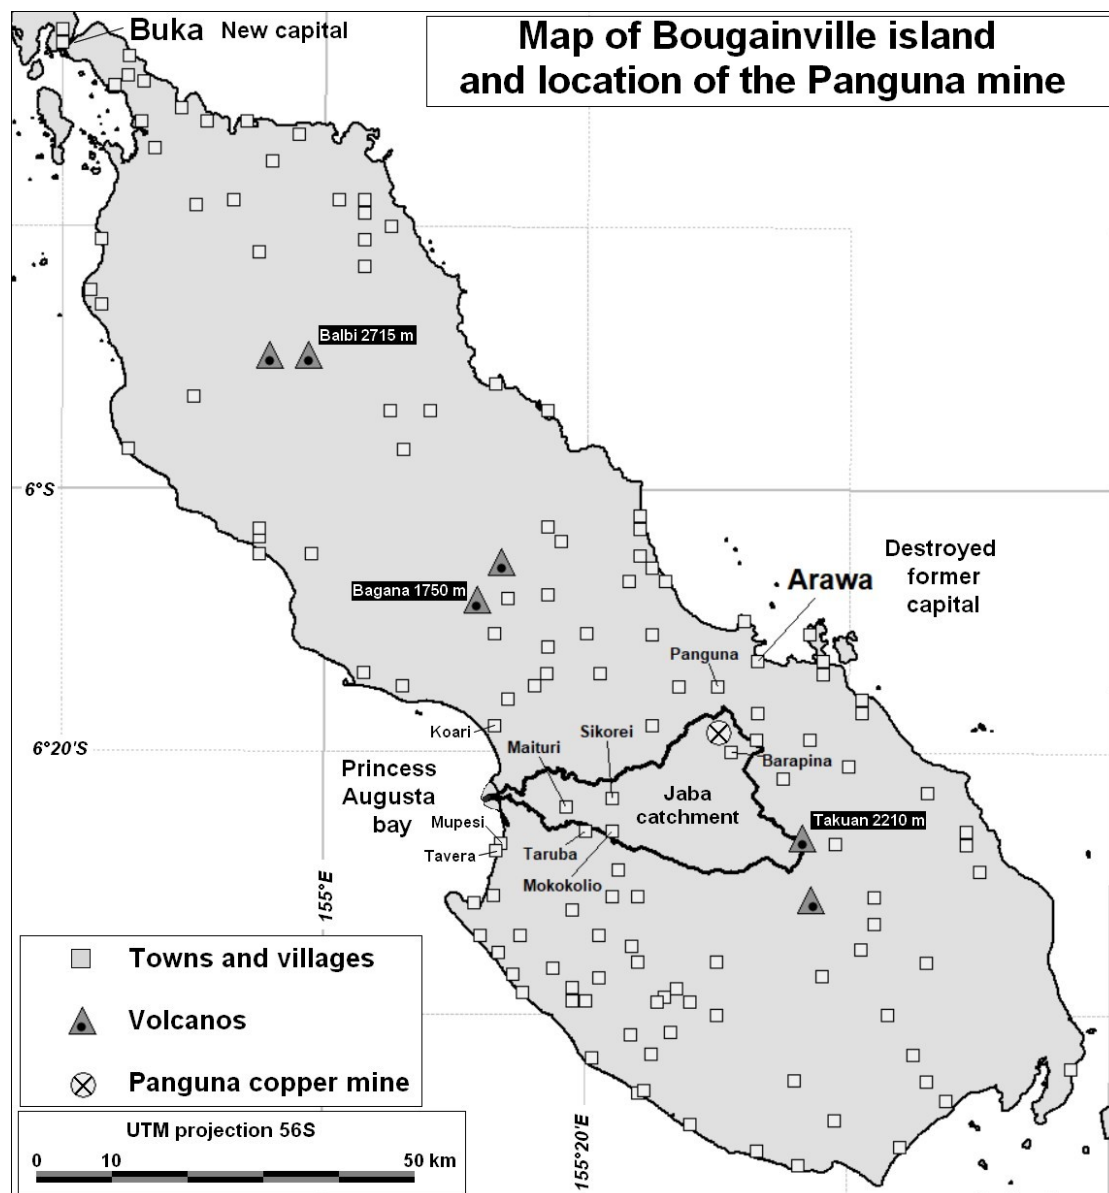 Map of Bougainville island
and location of the Panguna mine
Buka New capital
Balbi 2715 m
6°S
Destroyed
former
capital
Arawa
Bagana 1750 m
Panguna
Koari
Sikorei
6°20'S
Maituri
Barapina
Princess
Augusta
bay
Jaba
catchment
Mupesi
Takuan 2210 m
Tavera
Taruba
Mokokolio
155°E
Towns and villages
Volcanos
Panguna copper mine
155°20'E
UTM projection 56S
0 10 50 km